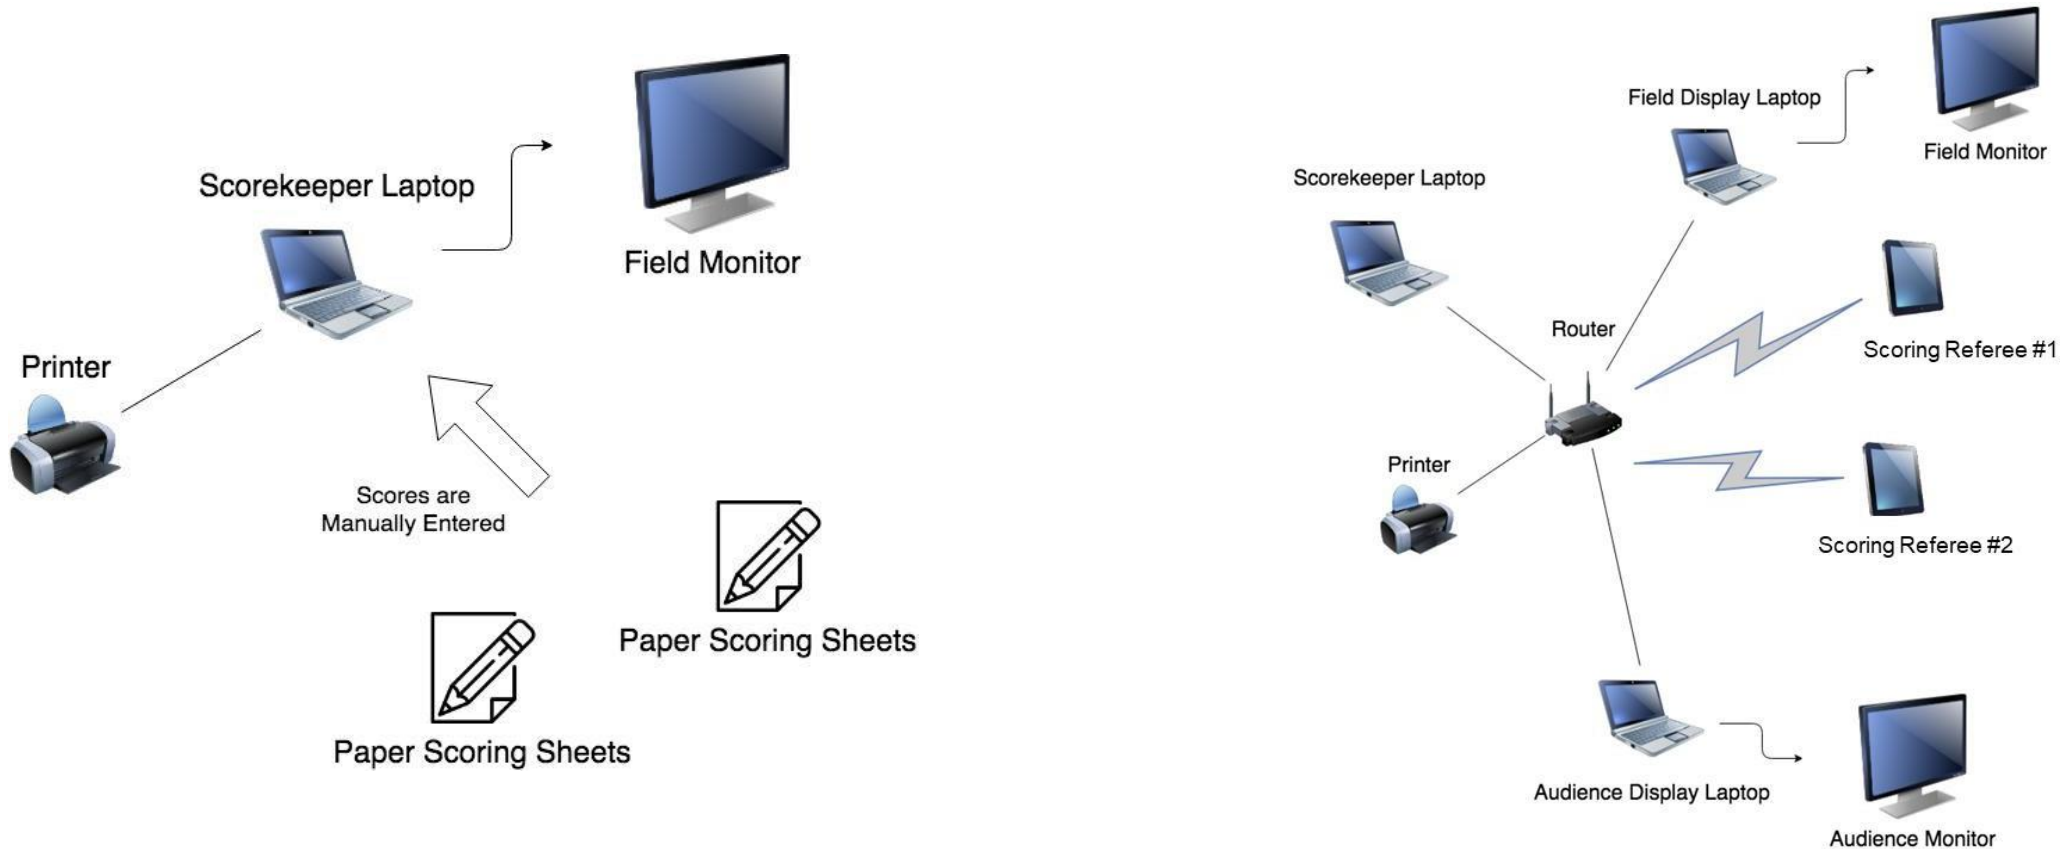 Scorekeeper Laptop
Field Monitor
Printer
Scores are
Manually Entered
Paper Scoring Sheets
Paper Scoring Sheets
Field Display Laptop
Field Monitor
Scorekeeper Laptop
Router
Scoring Referee #1
Printer
Scoring Referee #2
Audience Display Laptop
Audience Monitor